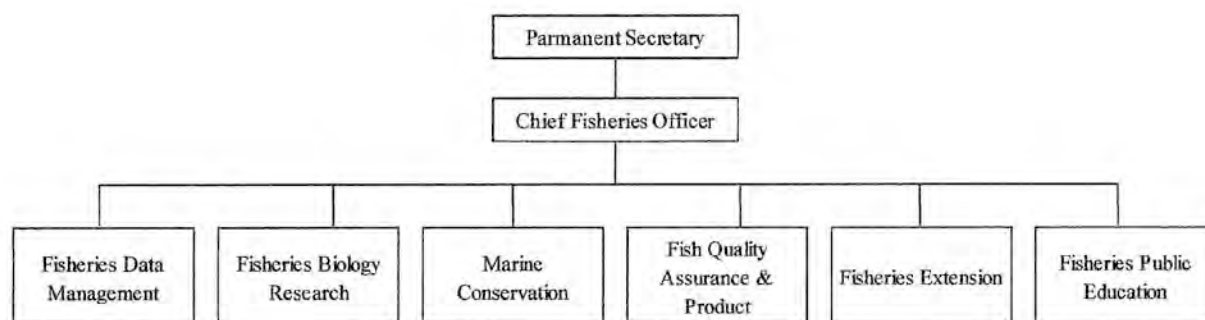 Parmanent Secretary
Chief Fisheries Officer
Fisheries Data
Management
Fisheries Biology
Research
Marine
Conservation
Fish Quality
Assurance &
Product
Fisheries Extension
Fisheries Public
Education